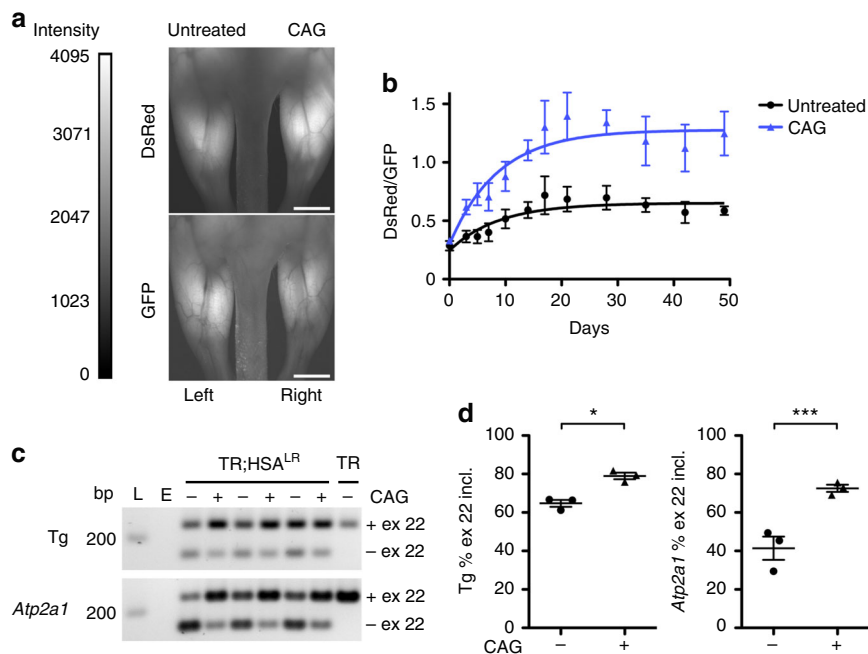 a
Intensity
Untreated
CAG
4095
3071
2047
1023
0
DsRed
GFP
Left
Right
b
DsRed/GFP
1.5
1.0
0.5
0
0
10
20
30
40
50
Days
Untreated
CAG
c
TR;HSA^LR
TR
bp
L
E
–
+
–
+
–
+
–
CAG
Tg
200
+ ex 22
– ex 22
Atp2a1
200
+ ex 22
– ex 22
d
Tg % ex 22 incl.
100
80
60
40
20
0
*
CAG
–
+
Atp2a1 % ex 22 incl.
100
80
60
40
20
0
***
–
+